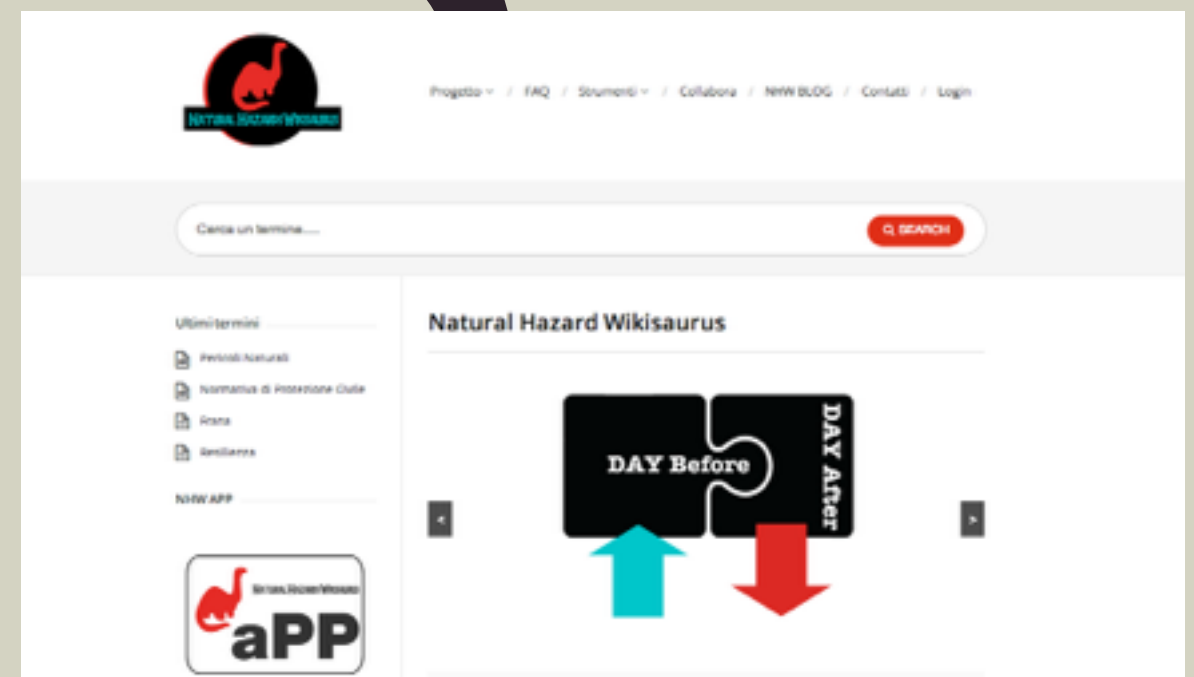 NATURAL HAZARD WIKISAURUS
Progetto / FAQ / Strumenti / Collabora / NHW BLOG / Contatti / Login
Cerca un termine.....
SEARCH
Ultimi termini
Pericoli Naturali
Normativa di Protezione Civile
Frana
Resilienza
NHW APP
NATURAL HAZARD WIKISAURUS
aPP
Natural Hazard Wikisaurus
DAY Before
DAY After
<
>